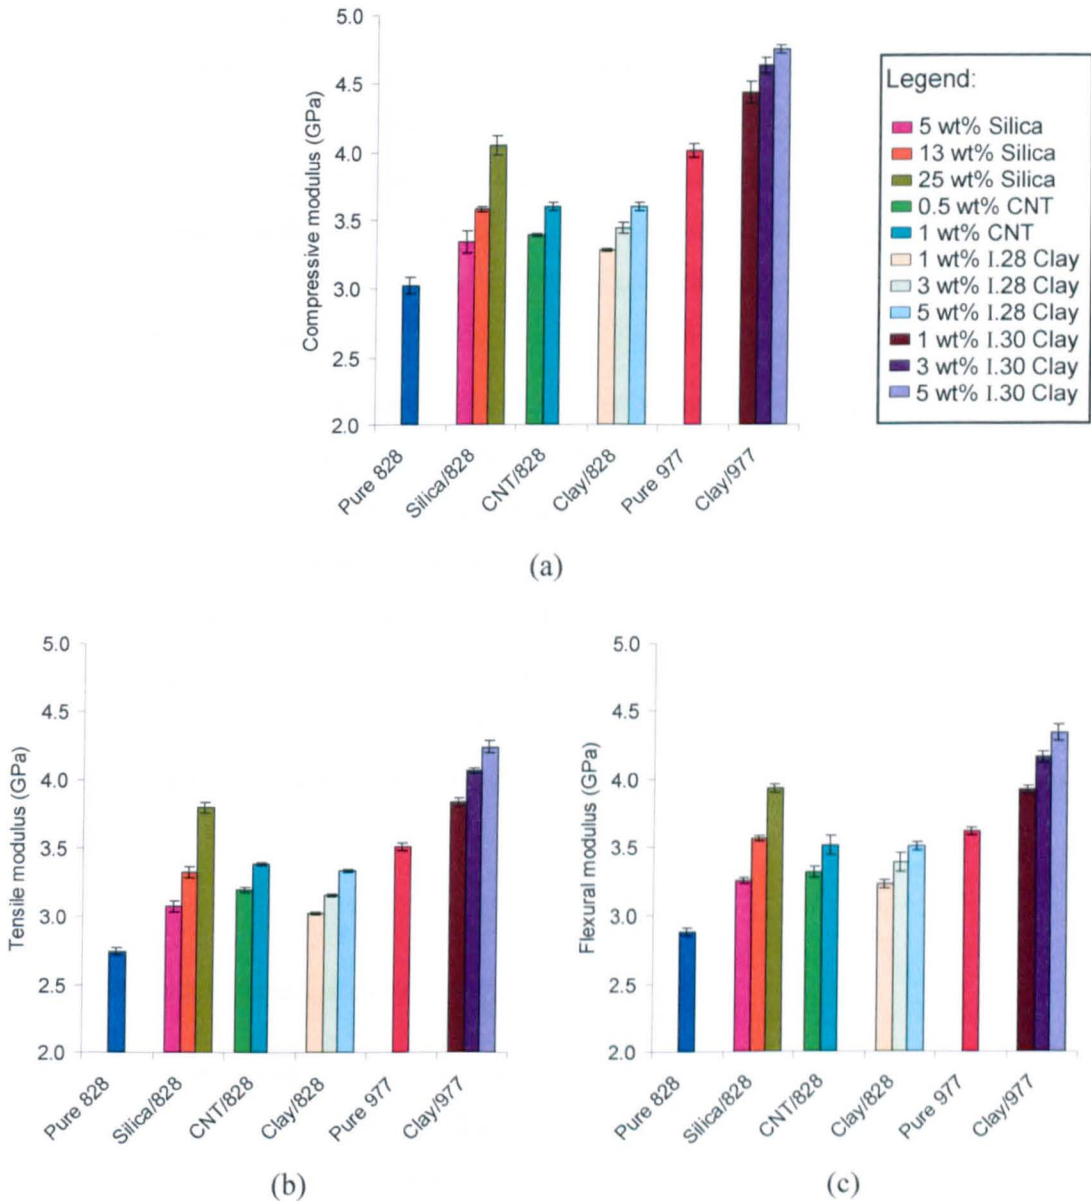 5.0
4.5
4.0
3.5
3.0
2.5
2.0
Compressive modulus (GPa)
Pure 828
Silica/828
CNT/828
Clay/828
Pure 977
Clay/977
Legend:
5 wt% Silica
13 wt% Silica
25 wt% Silica
0.5 wt% CNT
1 wt% CNT
1 wt% I.28 Clay
3 wt% I.28 Clay
5 wt% I.28 Clay
1 wt% I.30 Clay
3 wt% I.30 Clay
5 wt% I.30 Clay
(a)
5.0
4.5
4.0
3.5
3.0
2.5
2.0
Tensile modulus (GPa)
Pure 828
Silica/828
CNT/828
Clay/828
Pure 977
Clay/977
(b)
5.0
4.5
4.0
3.5
3.0
2.5
2.0
Flexural modulus (GPa)
Pure 828
Silica/828
CNT/828
Clay/828
Pure 977
Clay/977
(c)